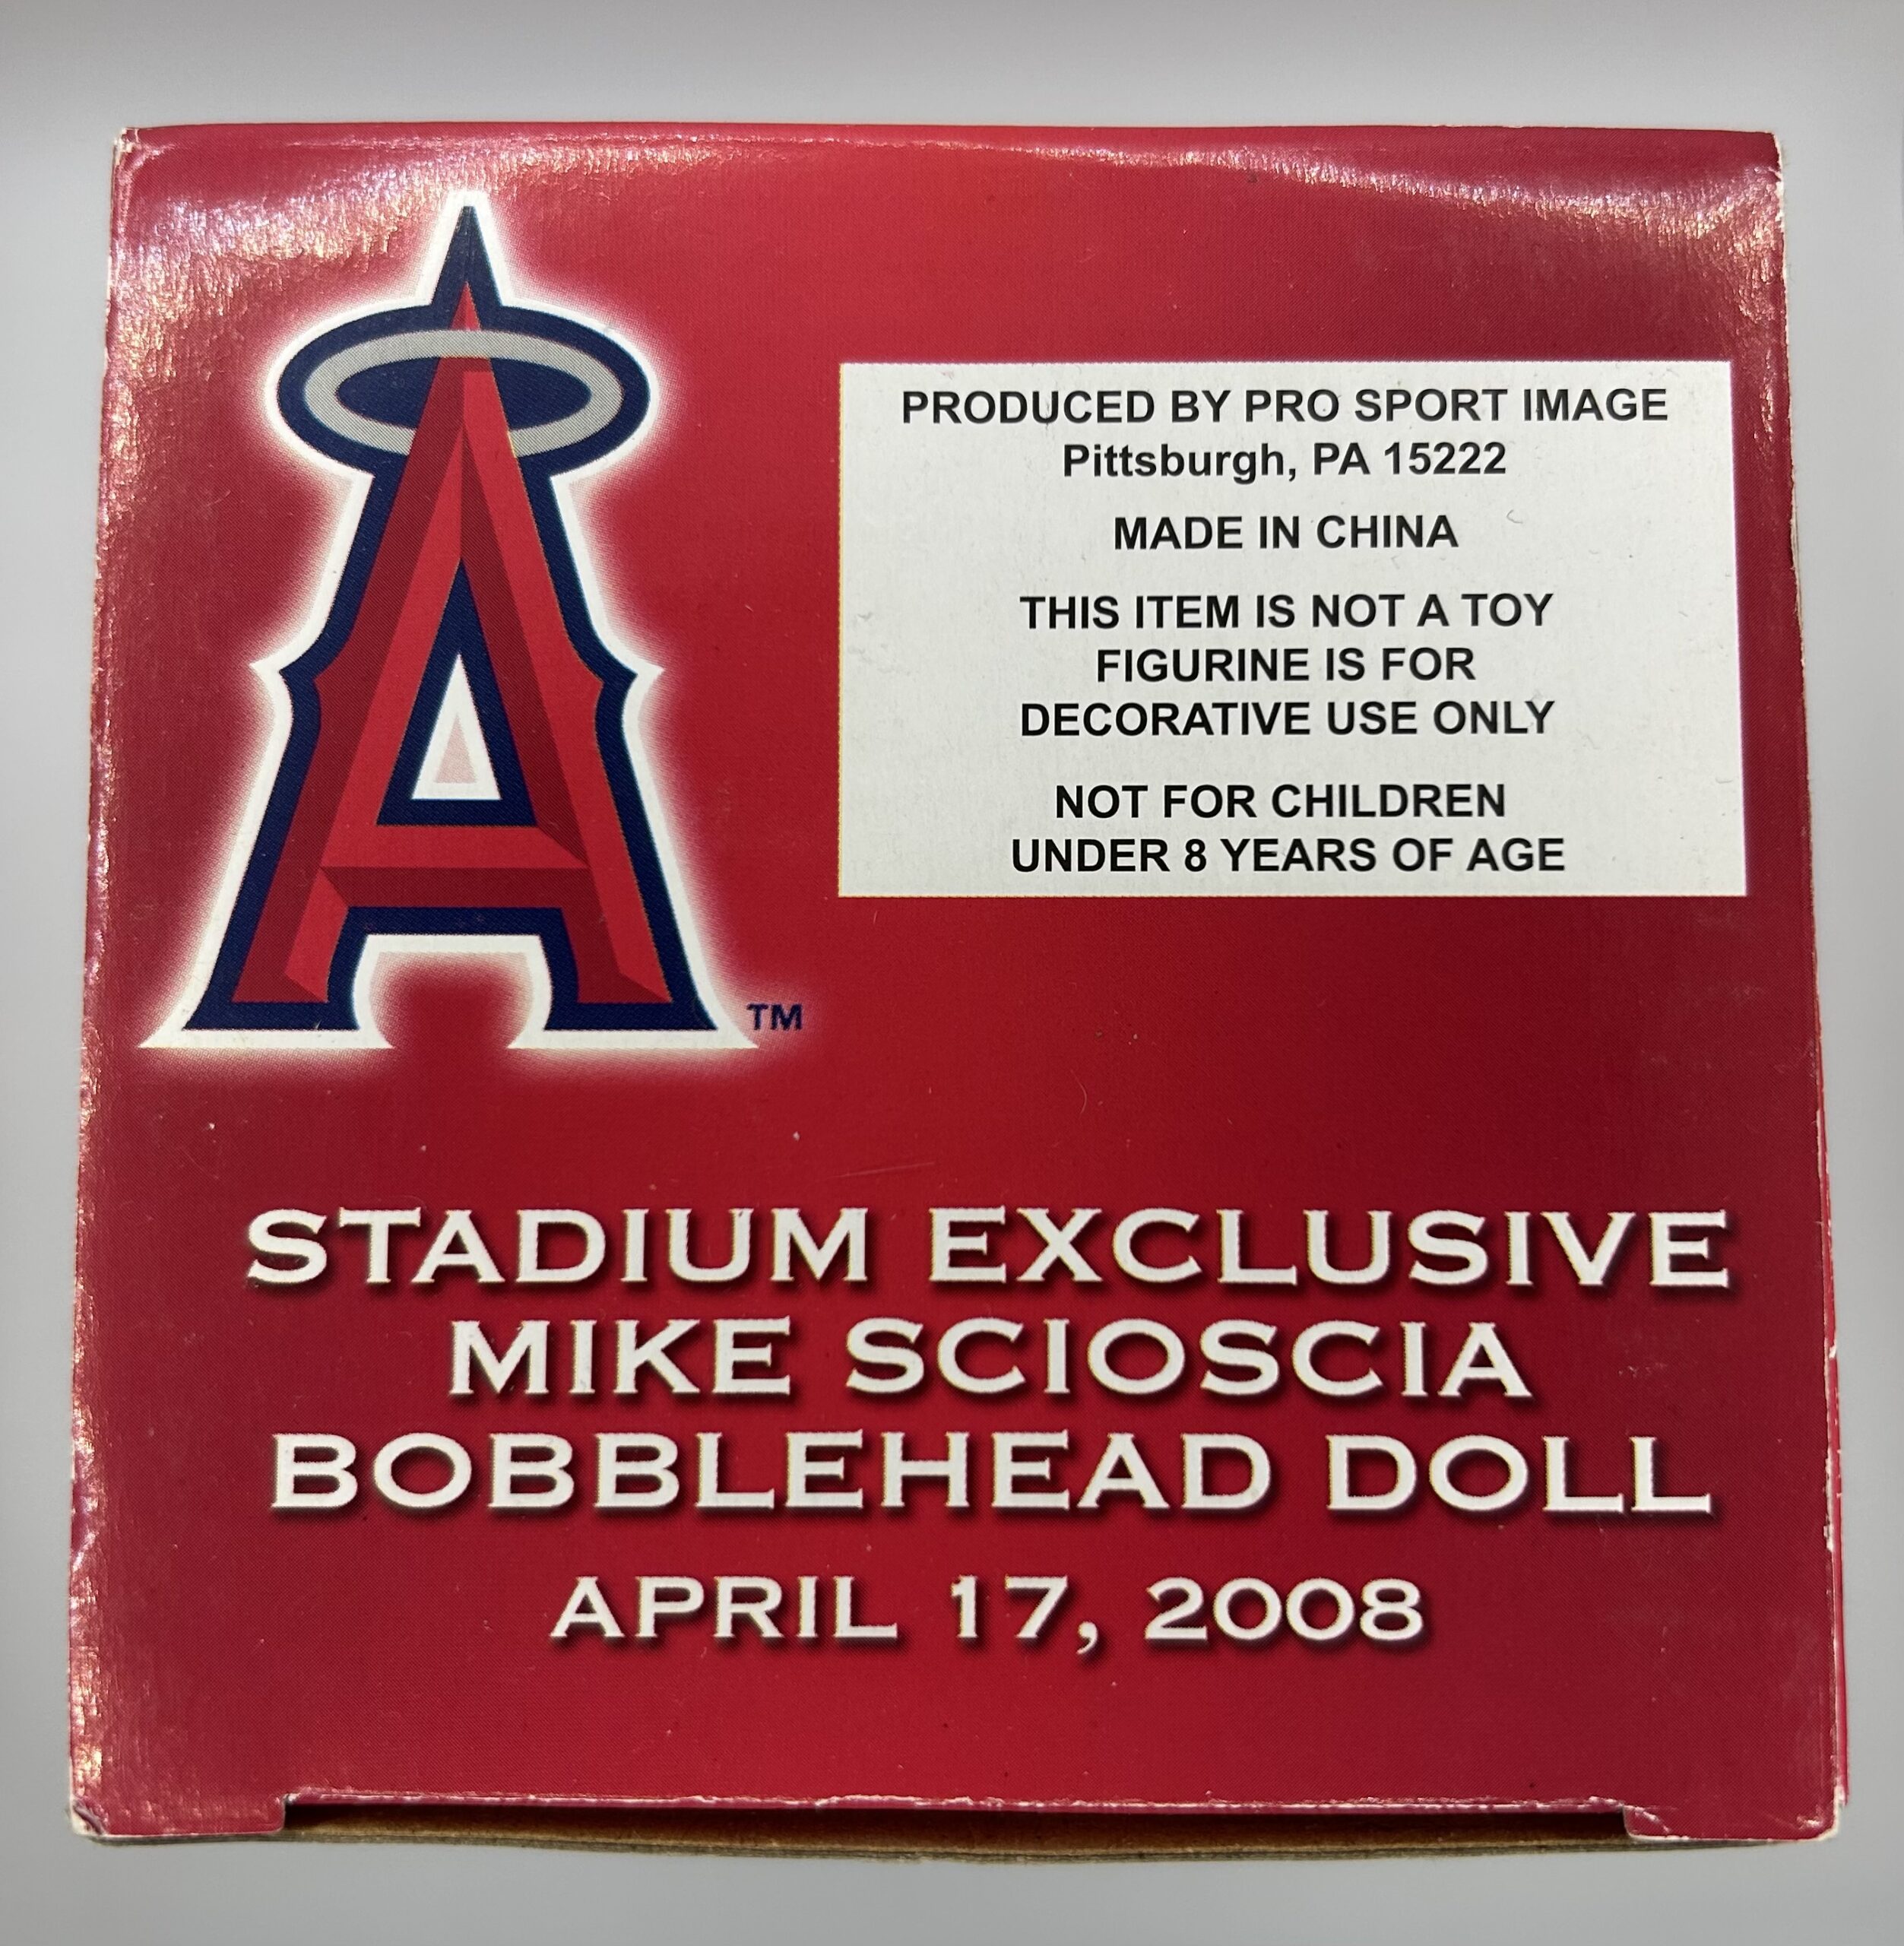 A
TM
PRODUCED BY PRO SPORT IMAGE
Pittsburgh, PA 15222
MADE IN CHINA
THIS ITEM IS NOT A TOY
FIGURINE IS FOR
DECORATIVE USE ONLY
NOT FOR CHILDREN
UNDER 8 YEARS OF AGE
STADIUM EXCLUSIVE
MIKE SCIOSCIA
BOBBLEHEAD DOLL
APRIL 17, 2008